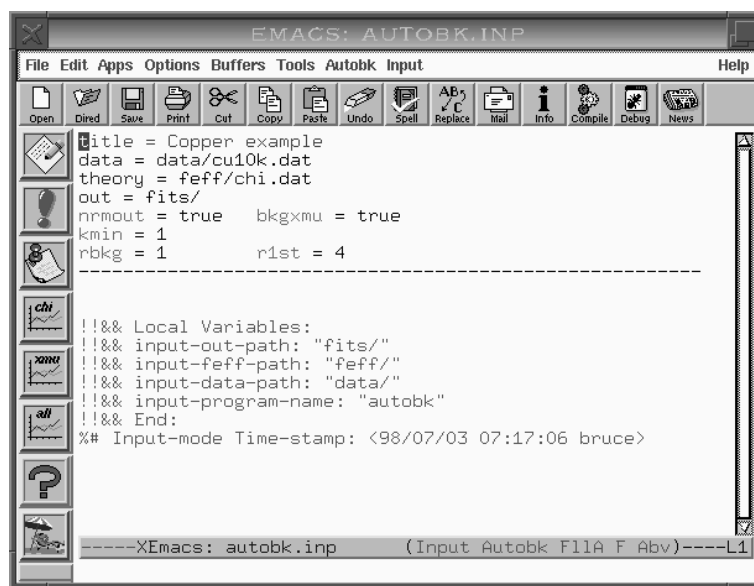 EMACS: AUTOBK.INP
File Edit Apps Options Buffers Tools Autobk Input Help
Open Dired Save Print Cut Copy Paste Undo Spell Replace Mail Info Compile Debug News
title = Copper example
data = data/cu10k.dat
theory = feff/chi.dat
out = fits/
nrmout = true bkgxmu = true
kmin = 1
rbkg = 1 r1st = 4
----------------------------------------------------------------
chi
xmu
all
!!&& Local Variables:
!!&& input-out-path: "fits/"
!!&& input-feff-path: "feff/"
!!&& input-data-path: "data/"
!!&& input-program-name: "autobk"
!!&& End:
%# Input-mode Time-stamp: <98/07/03 07:17:06 bruce>
-----XEmacs: autobk.inp (Input Autobk FllA F Abv)----L1